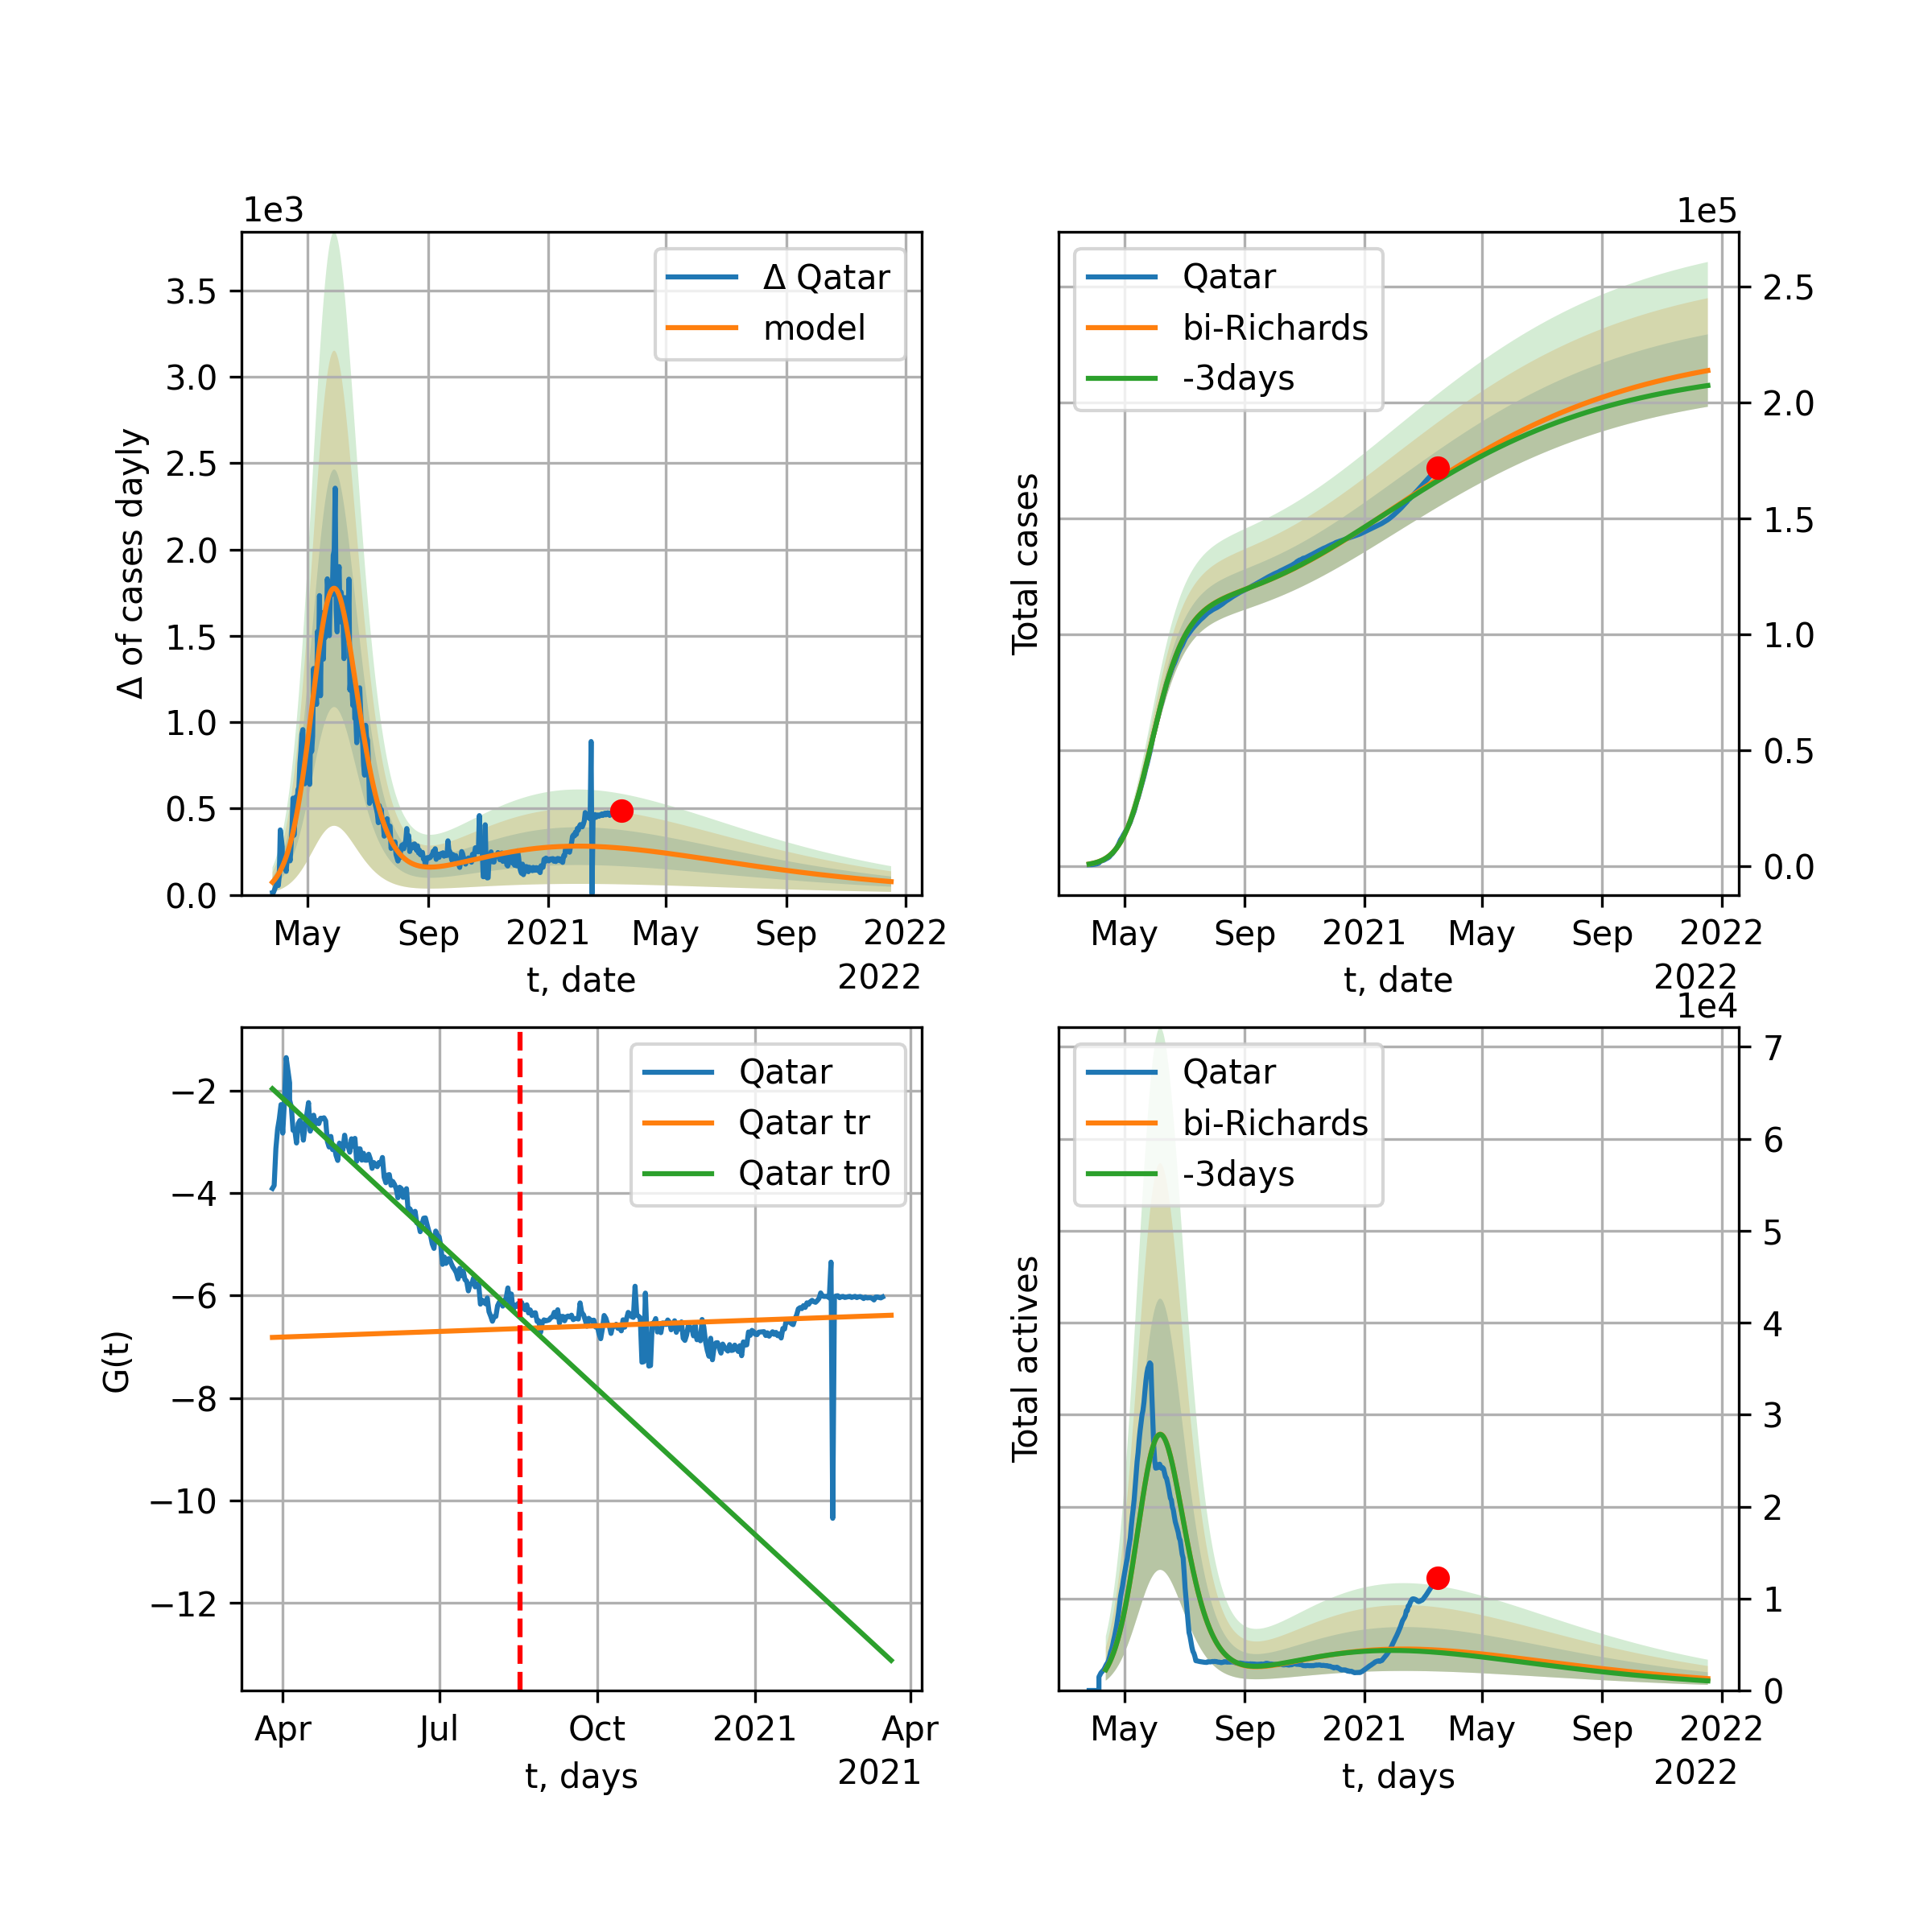 1e3
Δ of cases dayly
3.5
3.0
2.5
2.0
1.5
1.0
0.5
0.0
Δ Qatar
model
May Sep 2021 May Sep 2022
t, date
2022
1e5
Total cases
Qatar
bi-Richards
-3days
2.5
2.0
1.5
1.0
0.5
0.0
May Sep 2021 May Sep 2022
t, date
2022
G(t)
−2
−4
−6
−8
−10
−12
Qatar
Qatar tr
Qatar tr0
Apr Jul Oct 2021 Apr
t, days
2021
1e4
Total actives
Qatar
bi-Richards
-3days
7
6
5
4
3
2
1
0
May Sep 2021 May Sep 2022
t, days
2022